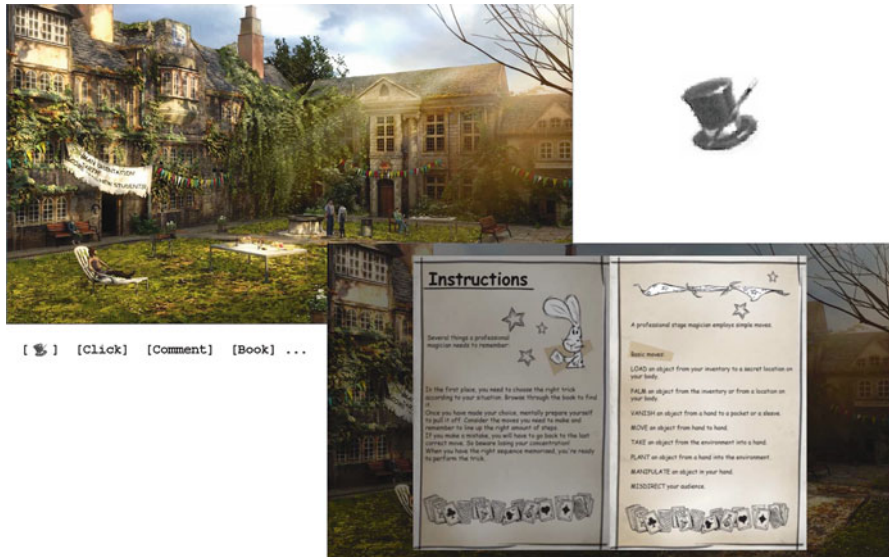 MEAN ORIENTATION
STUDENTS!
[ ] [Click] [Comment] [Book] ...
Instructions
Several things a professional
magician needs to remember:
In the first place, you need to choose the right trick
according to your situation. Browse through the book to find
it.
Once you have made your choice, mentally prepare yourself
to pull it off. Consider the moves you need to make and
remember to line up the right amount of steps.
If you make a mistake, you will have to go back to the last
correct move. So beware losing your concentration!
When you have the right sequence memorised, you're ready
to perform the trick.
A professional stage magician employs simple moves.
Basic moves:
LOAD an object from your inventory to a secret location on
your body.
PALM an object from the inventory or from a location on
your body.
VANISH an object from a hand to a pocket or a sleeve.
MOVE an object from hand to hand.
TAKE an object from the environment into a hand.
PLANT an object from a hand into the environment.
MANIPULATE an object in your hand.
MISDIRECT your audience.